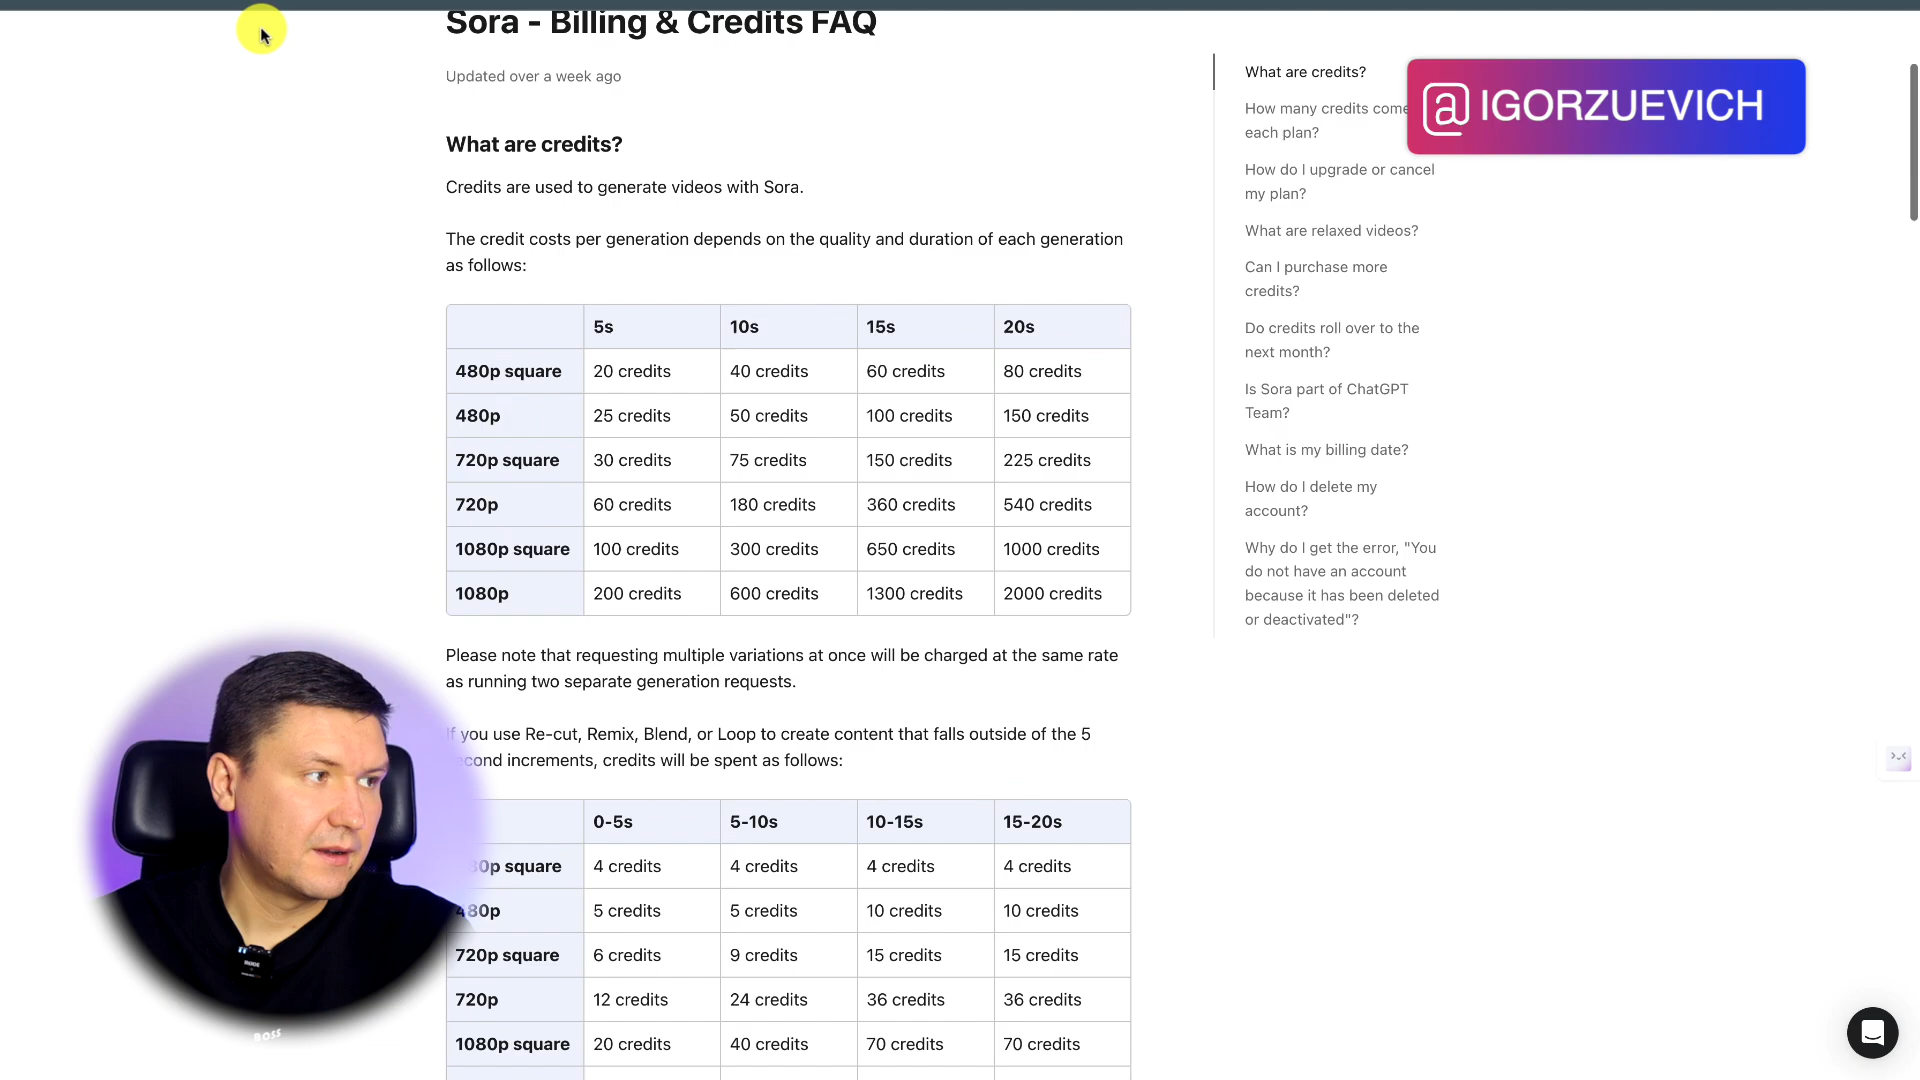 Sora - Billing & Credits FAQ
Updated over a week ago
What are credits?
Credits are used to generate videos with Sora.
The credit costs per generation depends on the quality and duration of each generation
as follows:
5s 10s 15s 20s
480p square 20 credits 40 credits 60 credits 80 credits
480p 25 credits 50 credits 100 credits 150 credits
720p square 30 credits 75 credits 150 credits 225 credits
720p 60 credits 180 credits 360 credits 540 credits
1080p square 100 credits 300 credits 650 credits 1000 credits
1080p 200 credits 600 credits 1300 credits 2000 credits
Please note that requesting multiple variations at once will be charged at the same rate
as running two separate generation requests.
If you use Re-cut, Remix, Blend, or Loop to create content that falls outside of the 5
second increments, credits will be spent as follows:
0-5s 5-10s 10-15s 15-20s
480p square 4 credits 4 credits 4 credits 4 credits
480p 5 credits 5 credits 10 credits 10 credits
720p square 6 credits 9 credits 15 credits 15 credits
720p 12 credits 24 credits 36 credits 36 credits
1080p square 20 credits 40 credits 70 credits 70 credits
What are credits?
How many credits come
each plan?
How do I upgrade or cancel
my plan?
What are relaxed videos?
Can I purchase more
credits?
Do credits roll over to the
next month?
Is Sora part of ChatGPT
Team?
What is my billing date?
How do I delete my
account?
Why do I get the error, "You
do not have an account
because it has been deleted
or deactivated"?
@IGORZUEVICH
RODE
BOSS